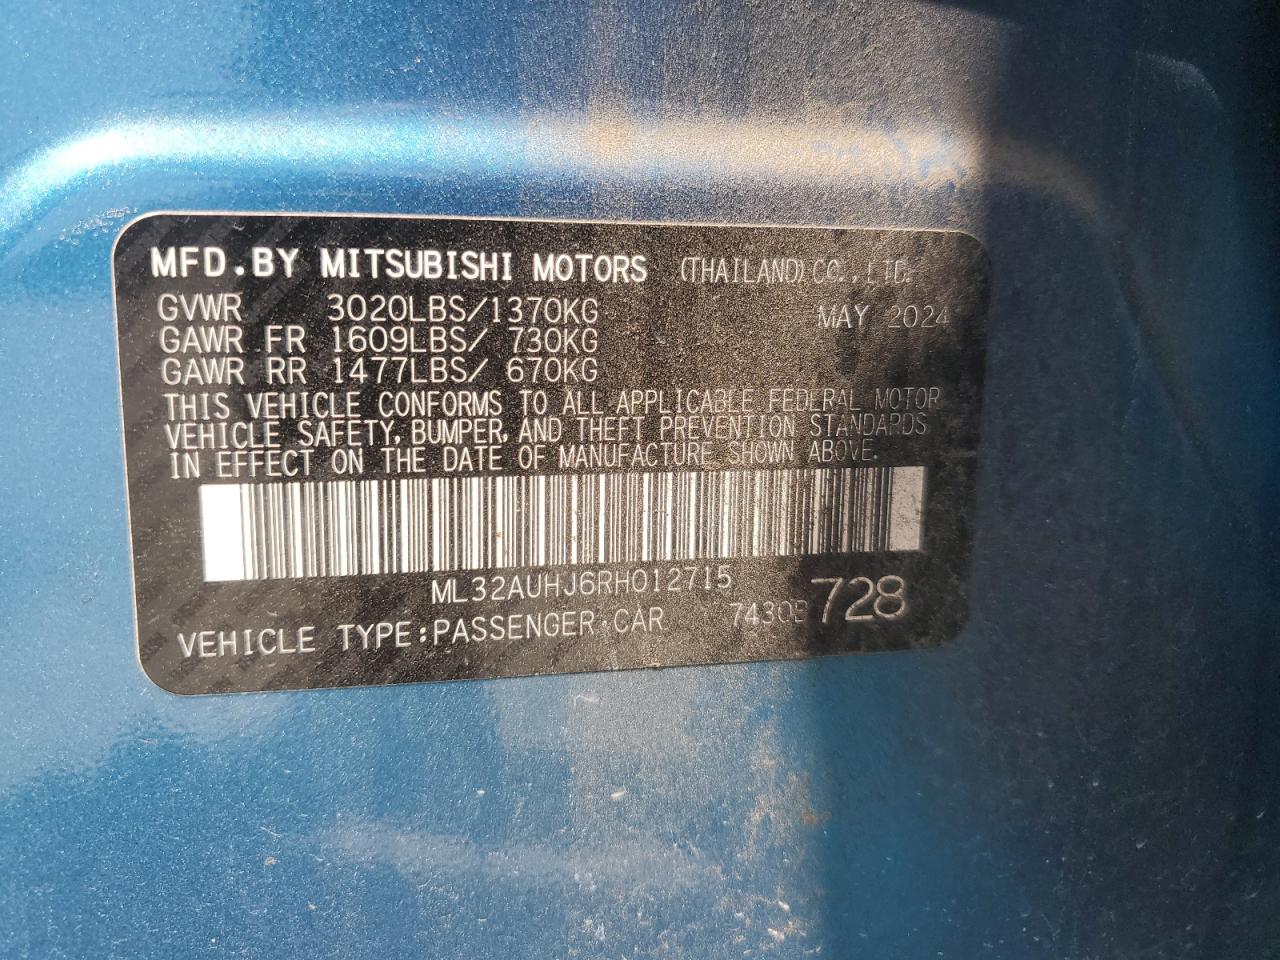 MFD.BY MITSUBISHI MOTORS (THAILAND)CO.,LTD.
GVWR 3020LBS/1370KG MAY 2024
GAWR FR 1609LBS/ 730KG
GAWR RR 1477LBS/ 670KG
THIS VEHICLE CONFORMS TO ALL APPLICABLE FEDERAL MOTOR
VEHICLE SAFETY, BUMPER, AND THEFT PREVENTION STANDARDS
IN EFFECT ON THE DATE OF MANUFACTURE SHOWN ABOVE.
ML32AUHJ6RH012715
VEHICLE TYPE:PASSENGER CAR 728